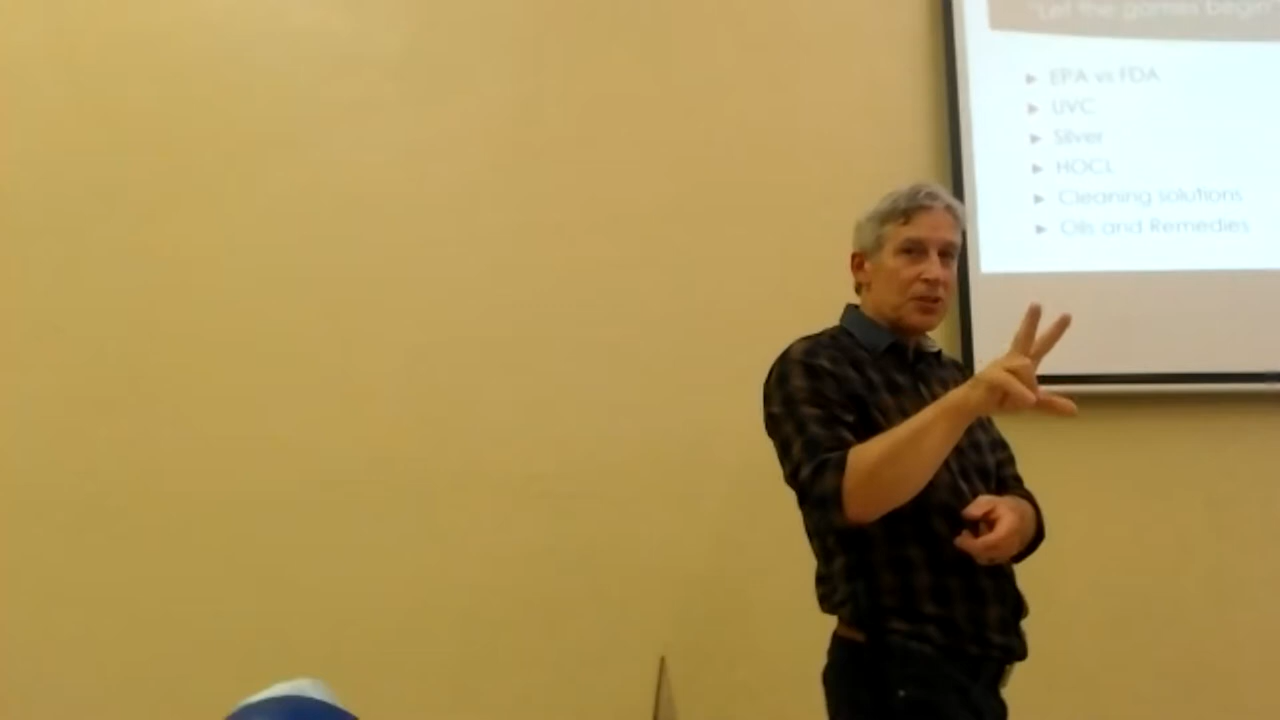 "Let the games begin"
EPA vs FDA
UVC
Silver
HOCL
Cleaning solutions
Oils and Remedies